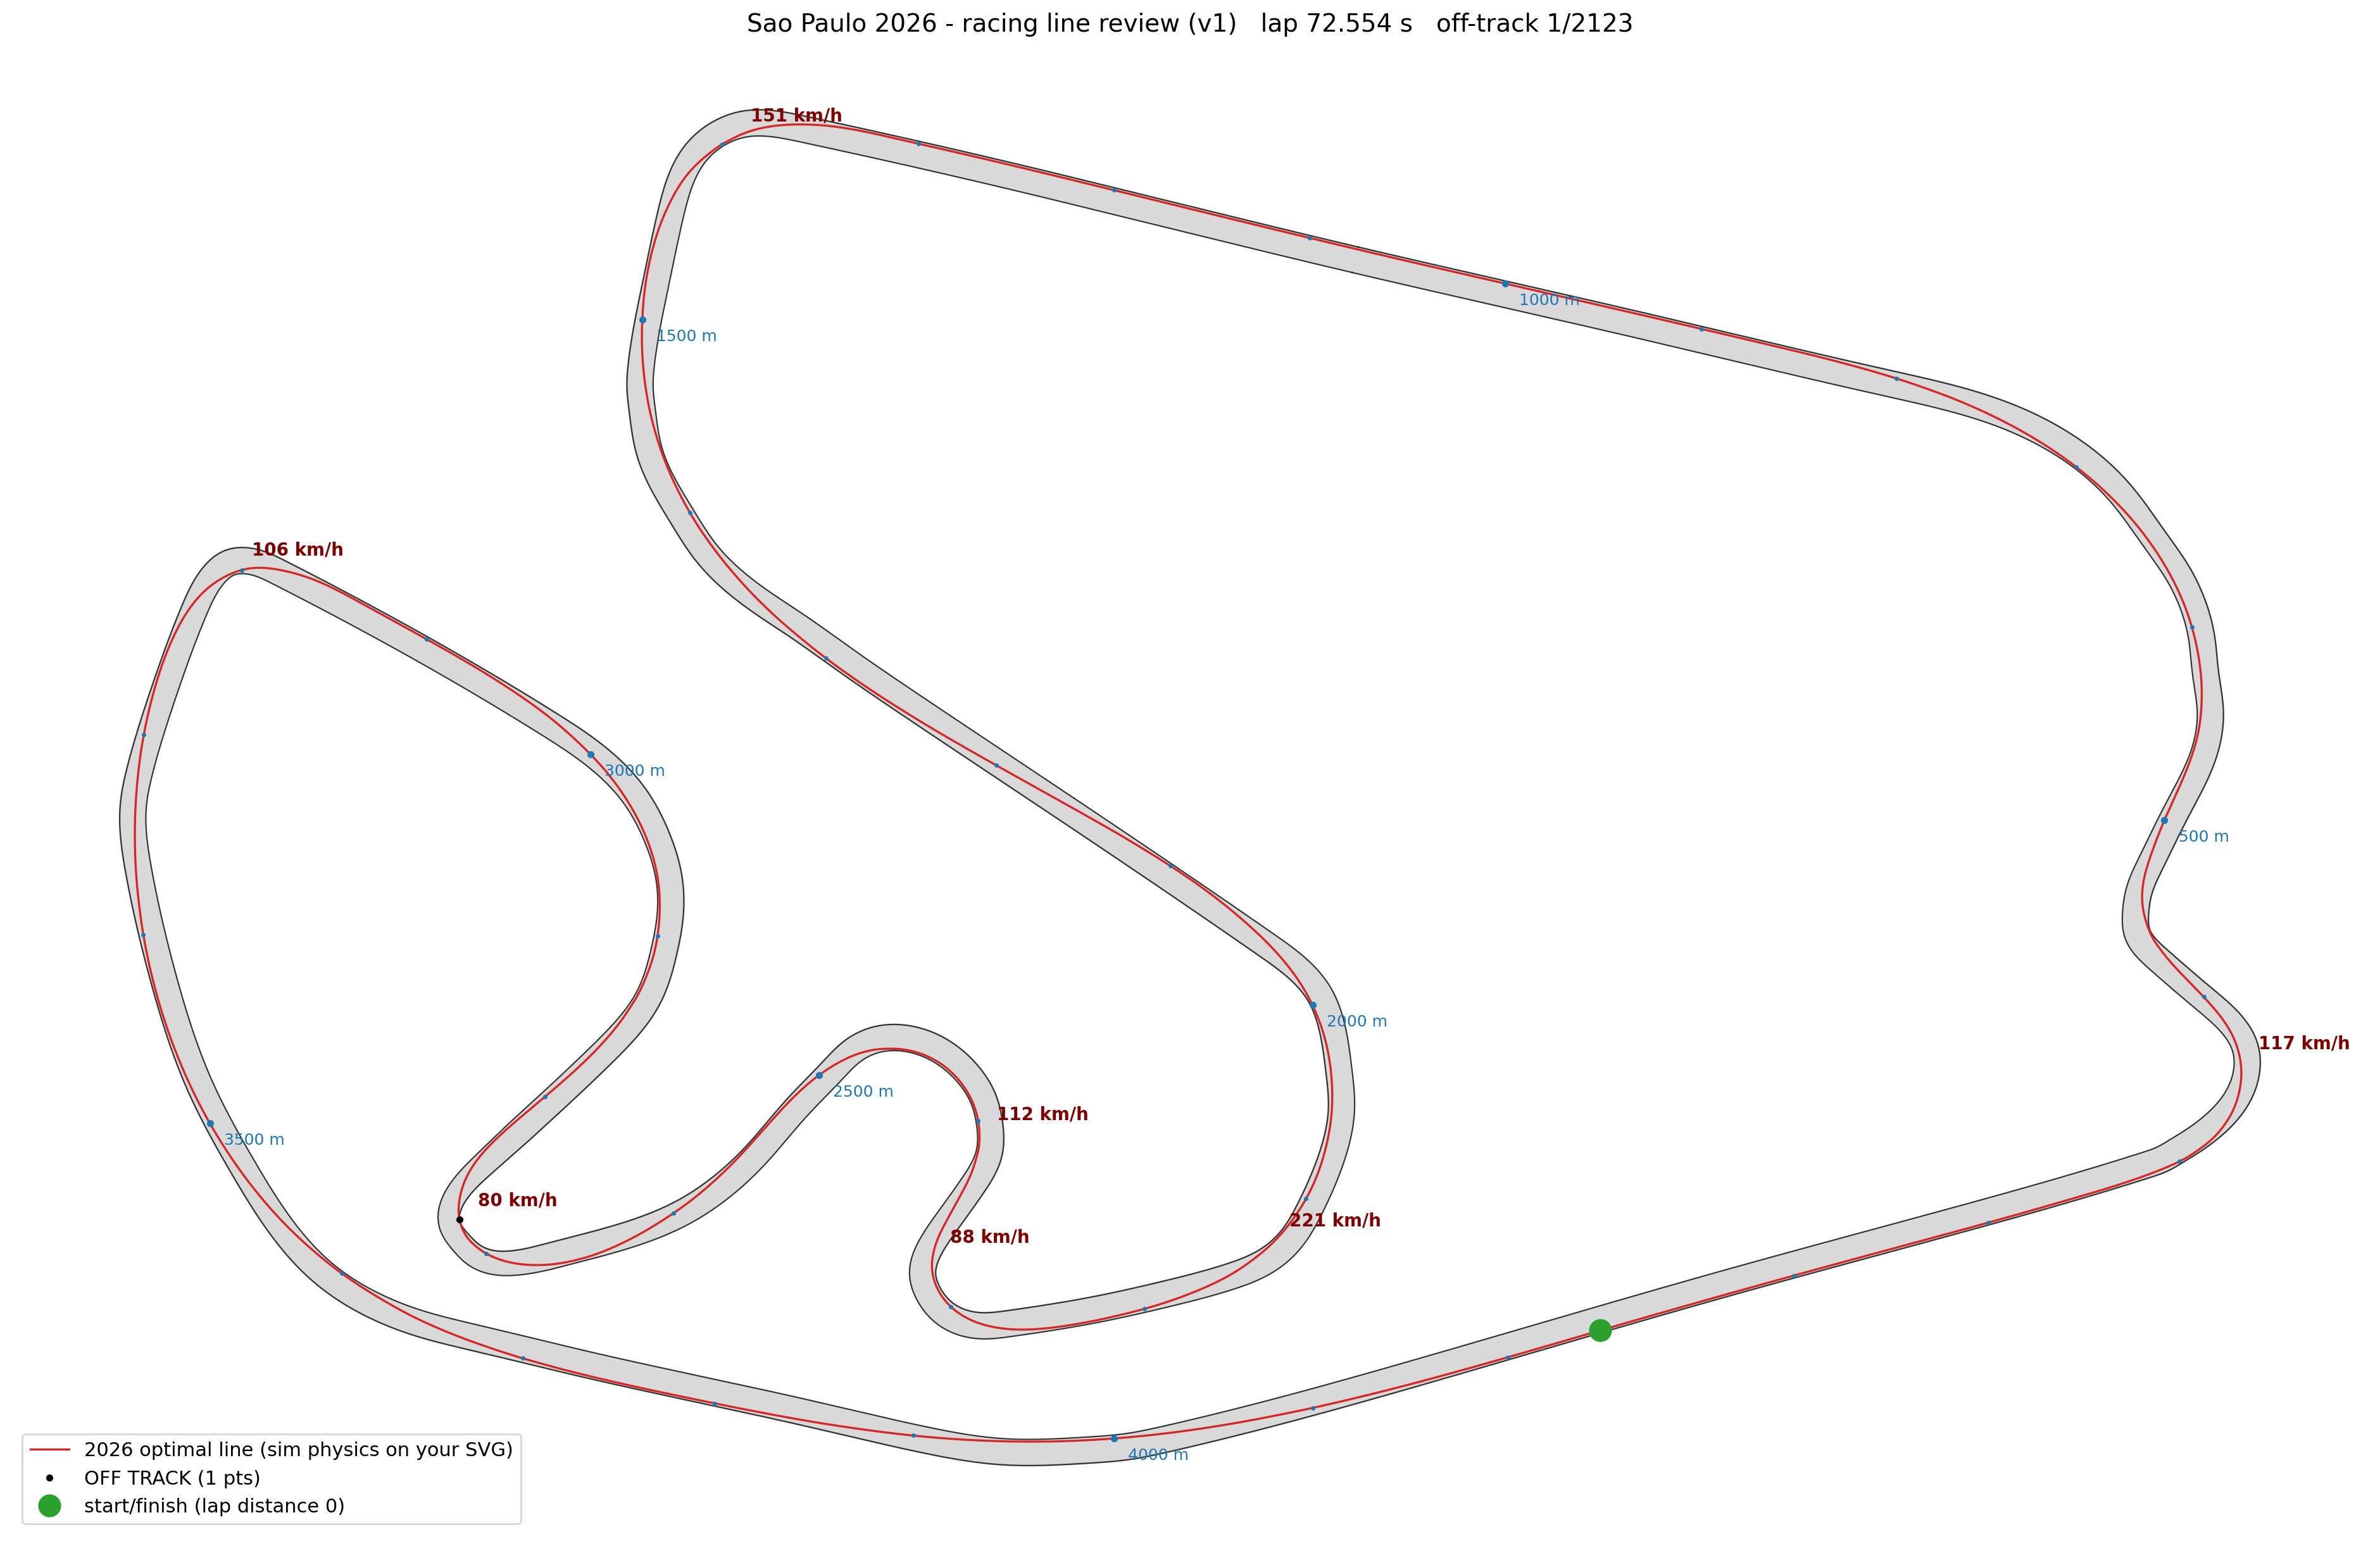 Sao Paulo 2026 - racing line review (v1)   lap 72.554 s   off-track 1/2123
151 km/h
1000 m
1500 m
106 km/h
3000 m
500 m
2000 m
117 km/h
2500 m
112 km/h
3500 m
80 km/h
221 km/h
88 km/h
4000 m
2026 optimal line (sim physics on your SVG)
OFF TRACK (1 pts)
start/finish (lap distance 0)